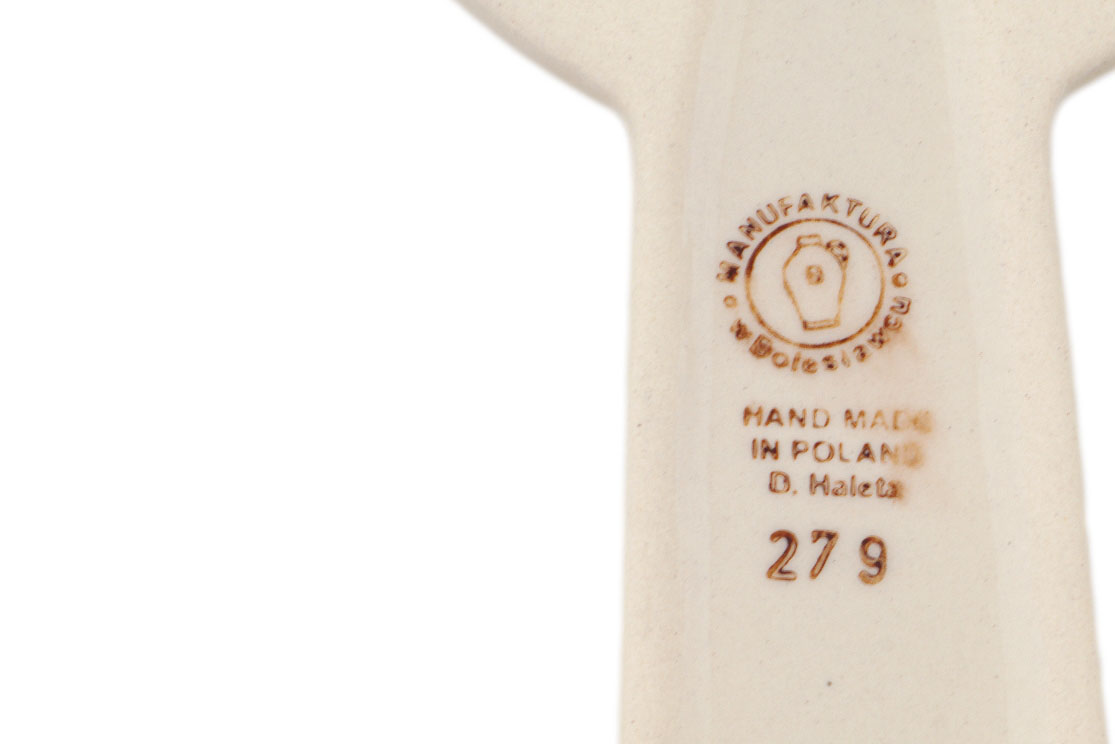 MANUFAKTURA
w Bolesławcu
HAND MADE
IN POLAND
D. Haleta
279